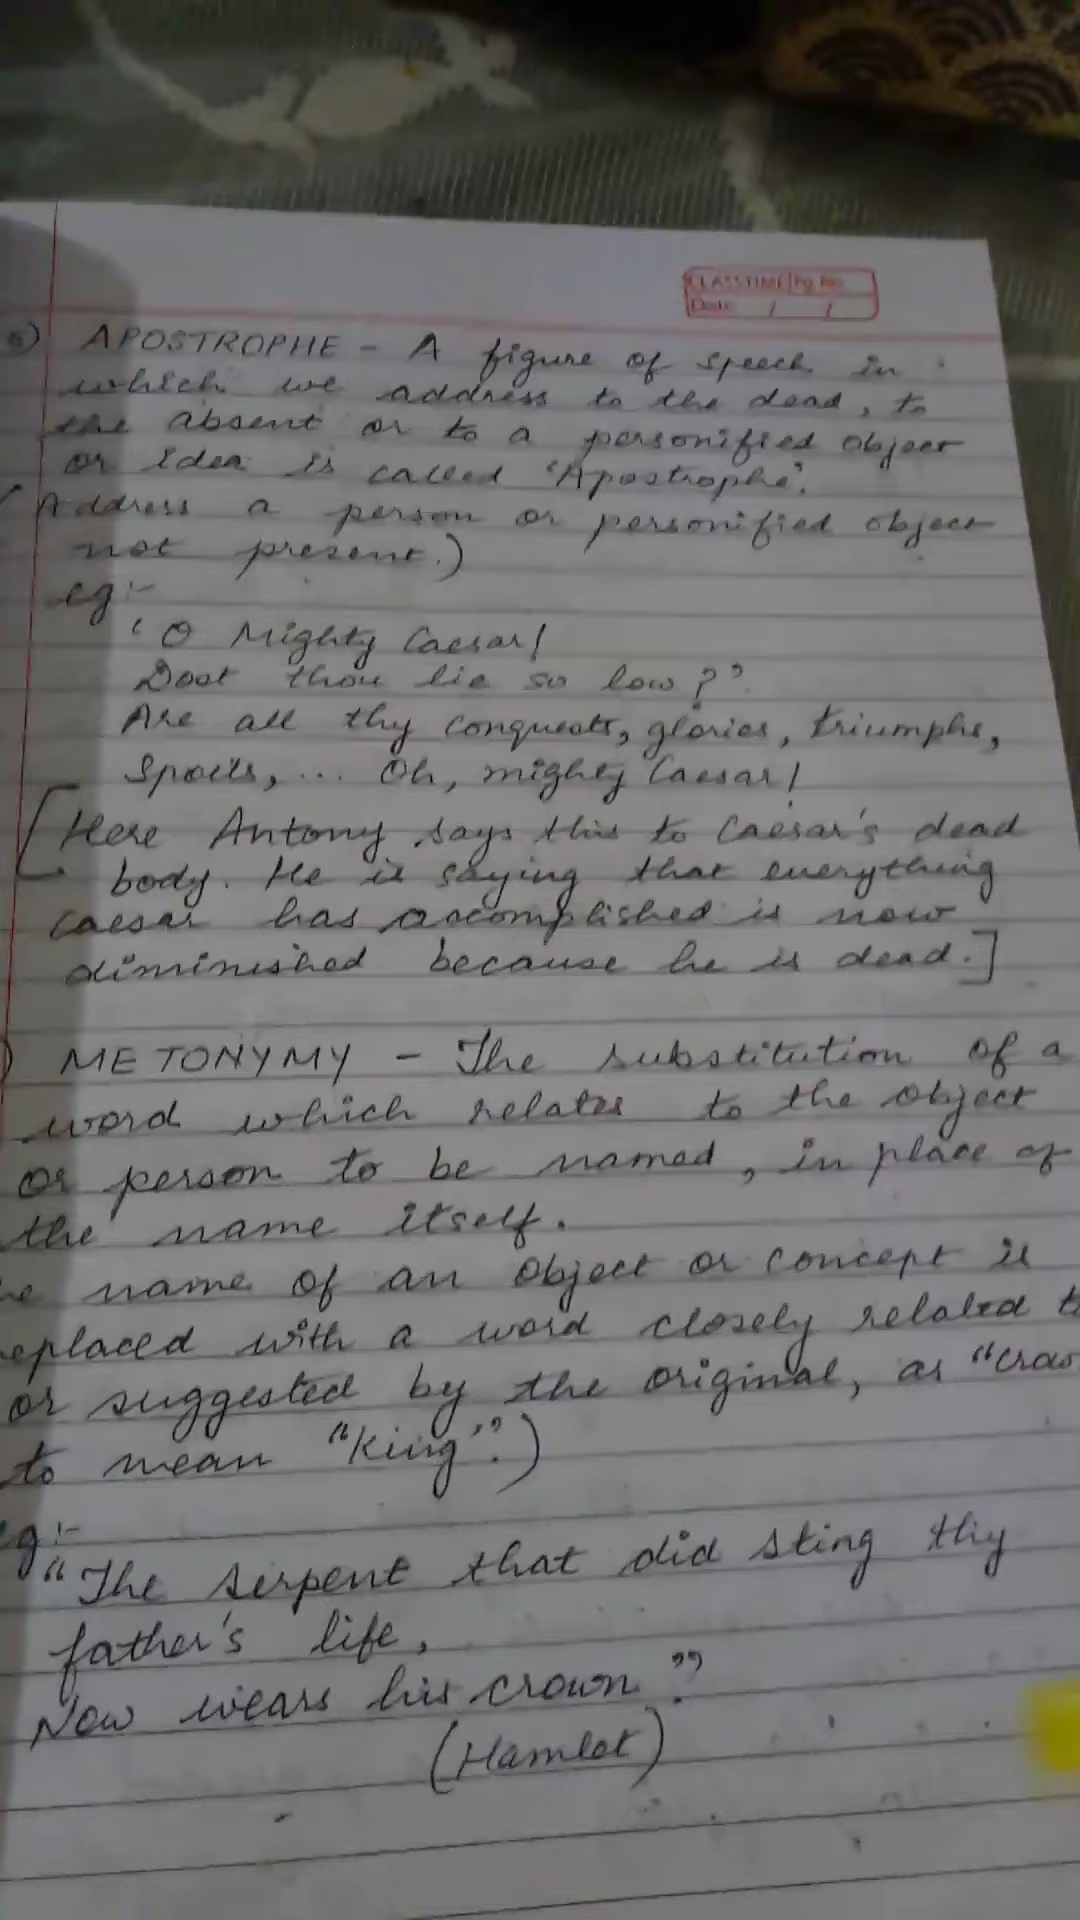 CLASSTIME Pg. No.
Date / /
6) APOSTROPHE - A figure of speech in
which we address to the dead, to
the absent or to a personified object
or idea is called 'Apostrophe'.
(Address a person or personified object
not present.)
eg:-
'O Mighty Caesar!
Dost thou lie so low?'
Are all thy conquests, glories, triumphs,
Spoils, ... Oh, mighty Caesar!
[Here Antony says this to Caesar's dead
body. He is saying that everything
caesar has accomplished is now
diminished because he is dead.]
) METONYMY - The substitution of a
word which relates to the object
or person to be named, in place of
the name itself.
name of an object or concept is
eplaced with a word closely related t
or suggested by the original, as "crow
to mean "king".)
eg:-
"The serpent that did sting thy
father's life,
Now wears his crown."
(Hamlet)